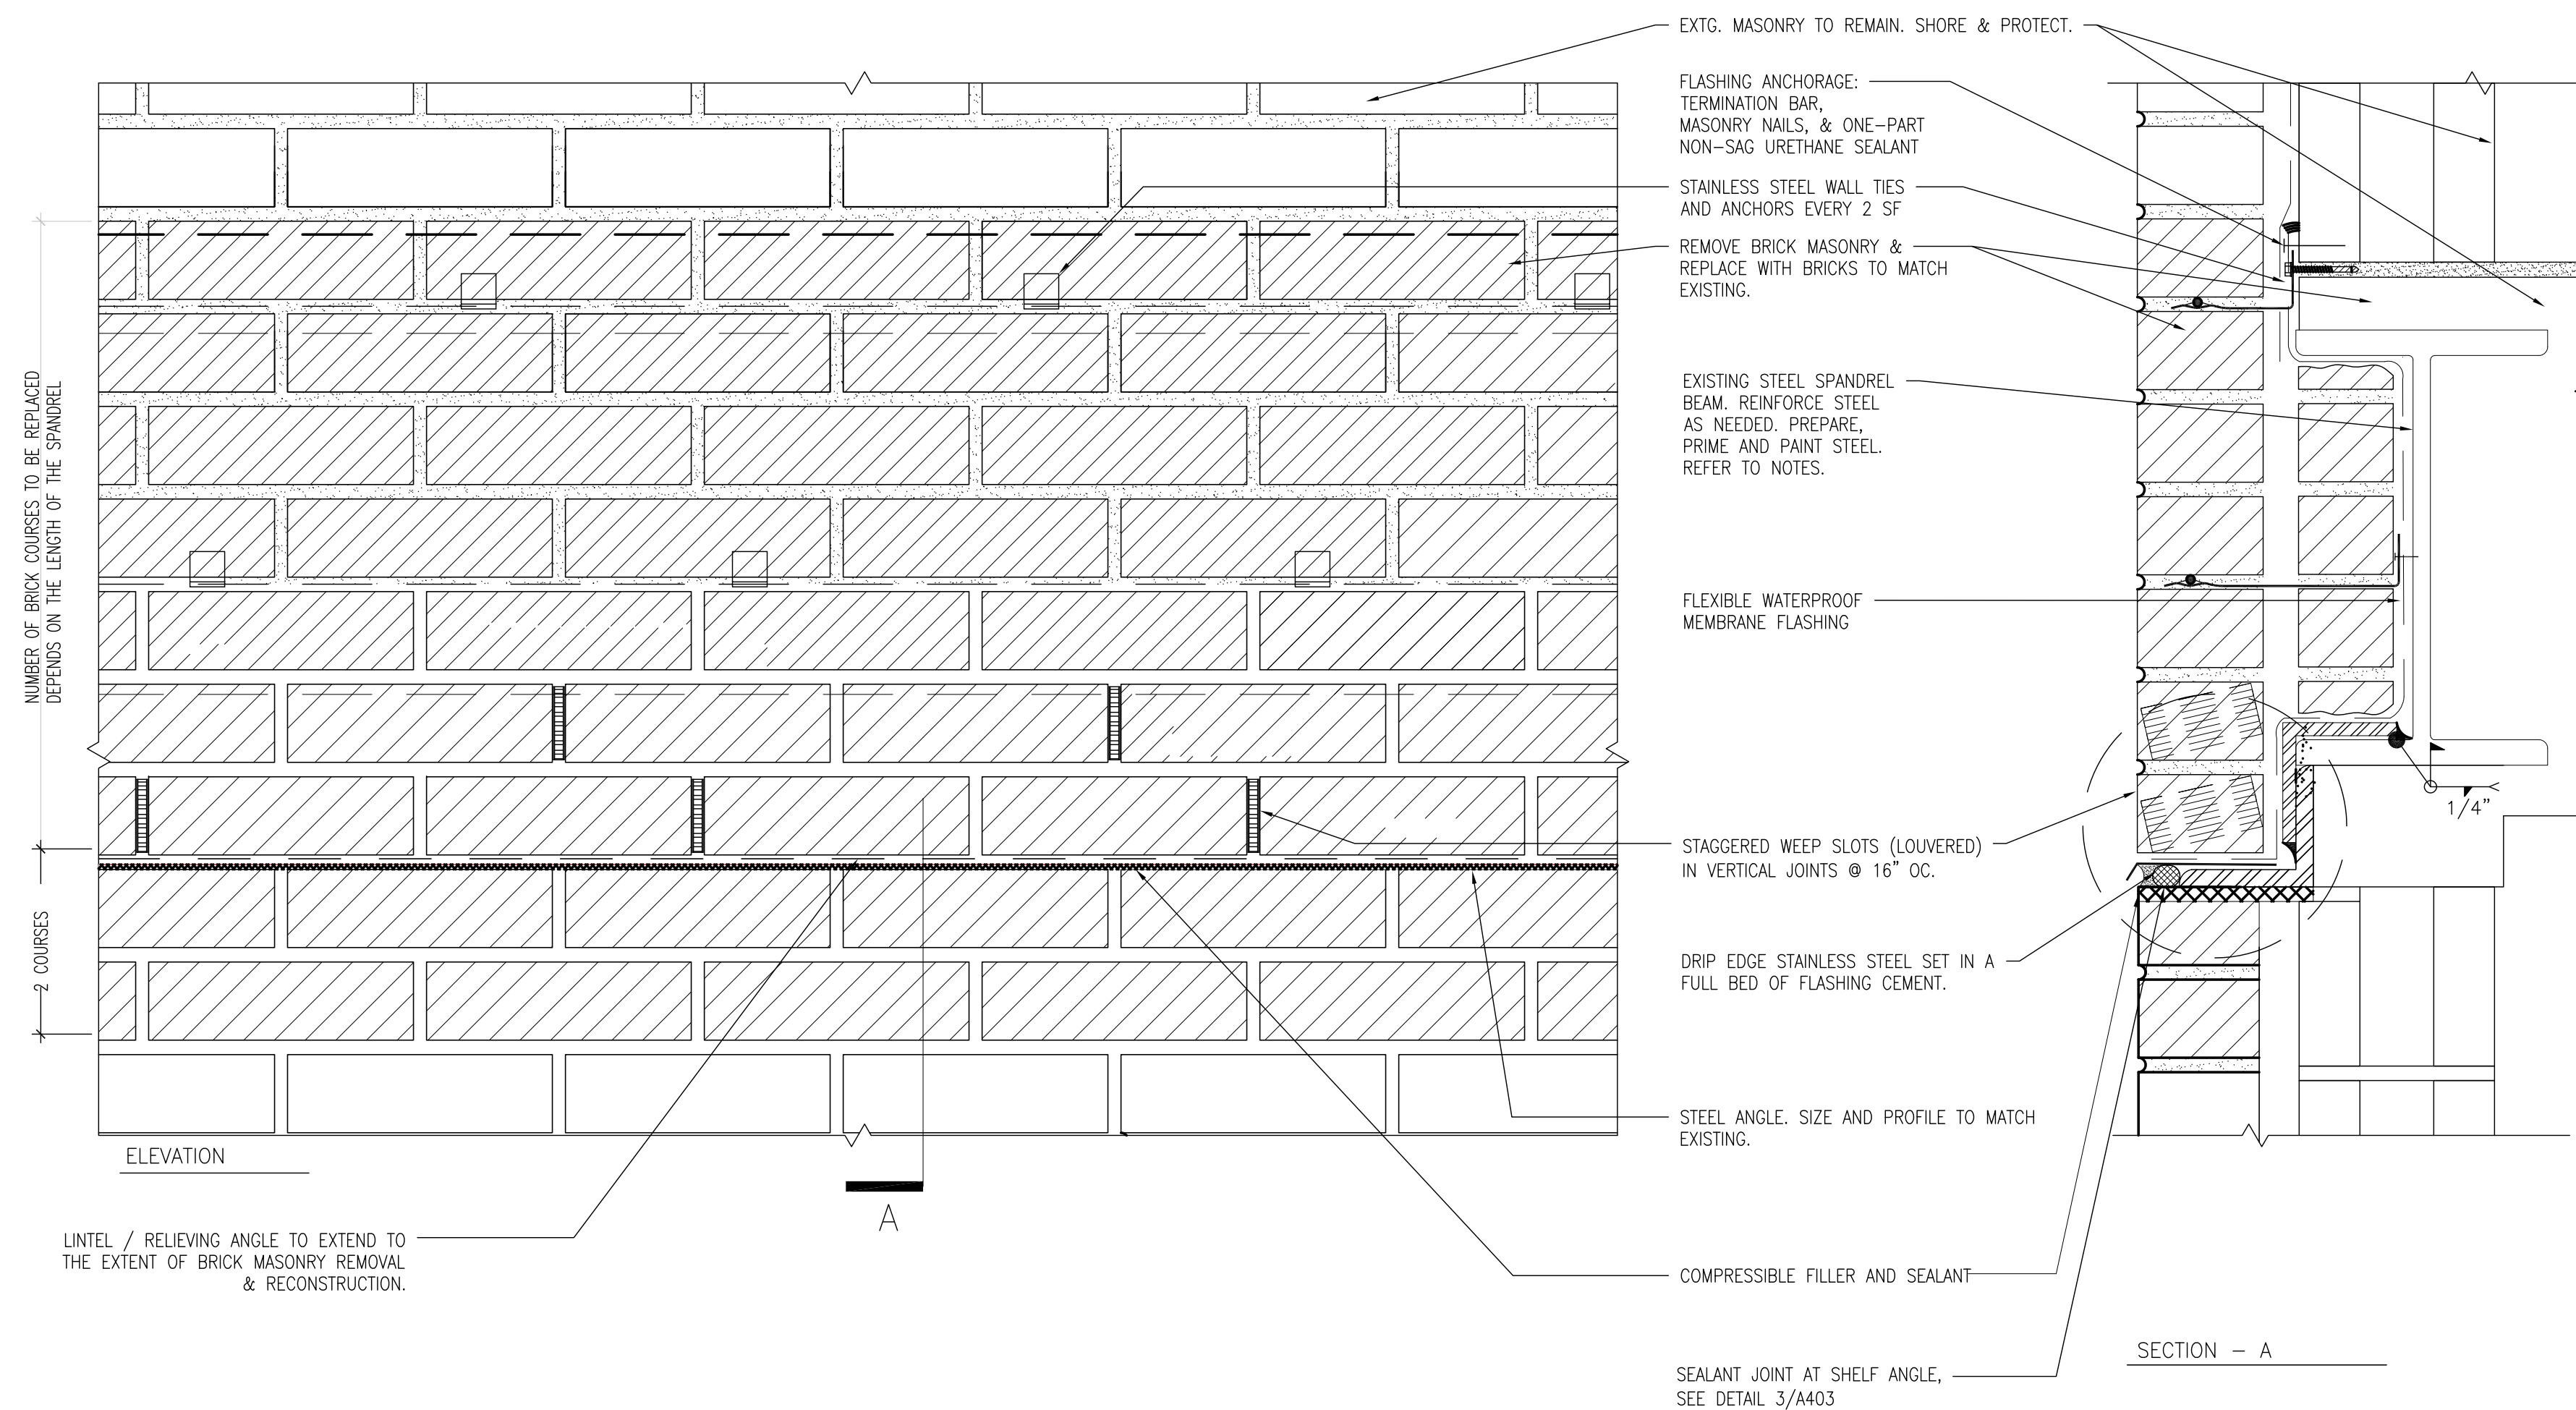 EXTG. MASONRY TO REMAIN. SHORE & PROTECT.
FLASHING ANCHORAGE:
TERMINATION BAR,
MASONRY NAILS, & ONE-PART
NON-SAG URETHANE SEALANT
STAINLESS STEEL WALL TIES
AND ANCHORS EVERY 2 SF
REMOVE BRICK MASONRY &
REPLACE WITH BRICKS TO MATCH
EXISTING.
EXISTING STEEL SPANDREL
BEAM. REINFORCE STEEL
AS NEEDED. PREPARE,
PRIME AND PAINT STEEL.
REFER TO NOTES.
NUMBER OF BRICK COURSES TO BE REPLACED
DEPENDS ON THE LENGTH OF THE SPANDREL
FLEXIBLE WATERPROOF
MEMBRANE FLASHING
1/4"
STAGGERED WEEP SLOTS (LOUVERED)
IN VERTICAL JOINTS @ 16" OC.
2 COURSES
DRIP EDGE STAINLESS STEEL SET IN A
FULL BED OF FLASHING CEMENT.
STEEL ANGLE. SIZE AND PROFILE TO MATCH
EXISTING.
ELEVATION
A
LINTEL / RELIEVING ANGLE TO EXTEND TO
THE EXTENT OF BRICK MASONRY REMOVAL
& RECONSTRUCTION.
COMPRESSIBLE FILLER AND SEALANT
SECTION - A
SEALANT JOINT AT SHELF ANGLE,
SEE DETAIL 3/A403